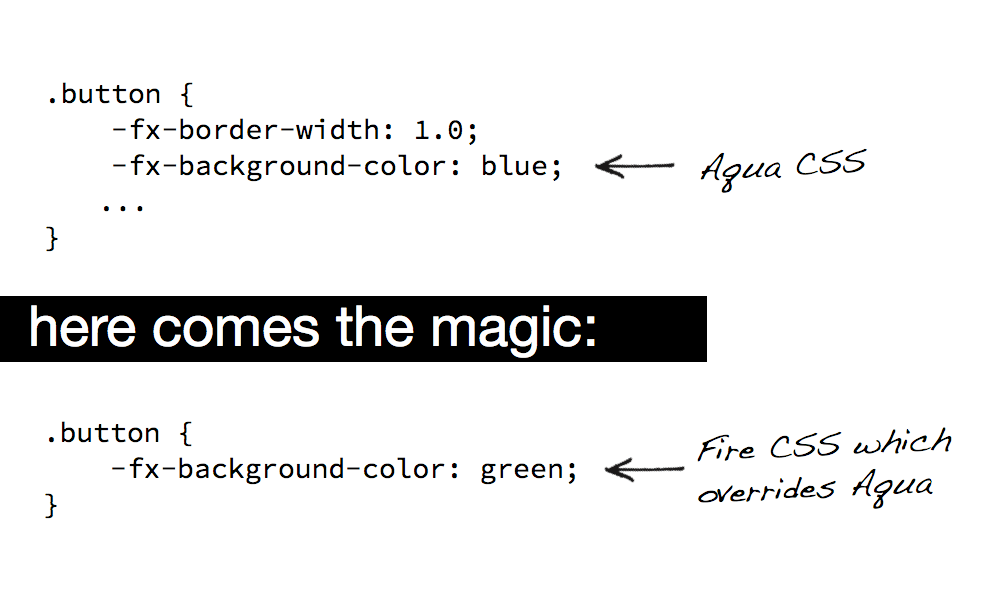 .button {
    -fx-border-width: 1.0;
    -fx-background-color: blue;
Aqua CSS
    ...
}
here comes the magic:
.button {
    -fx-background-color: green;
Fire CSS which
overrides Aqua
}